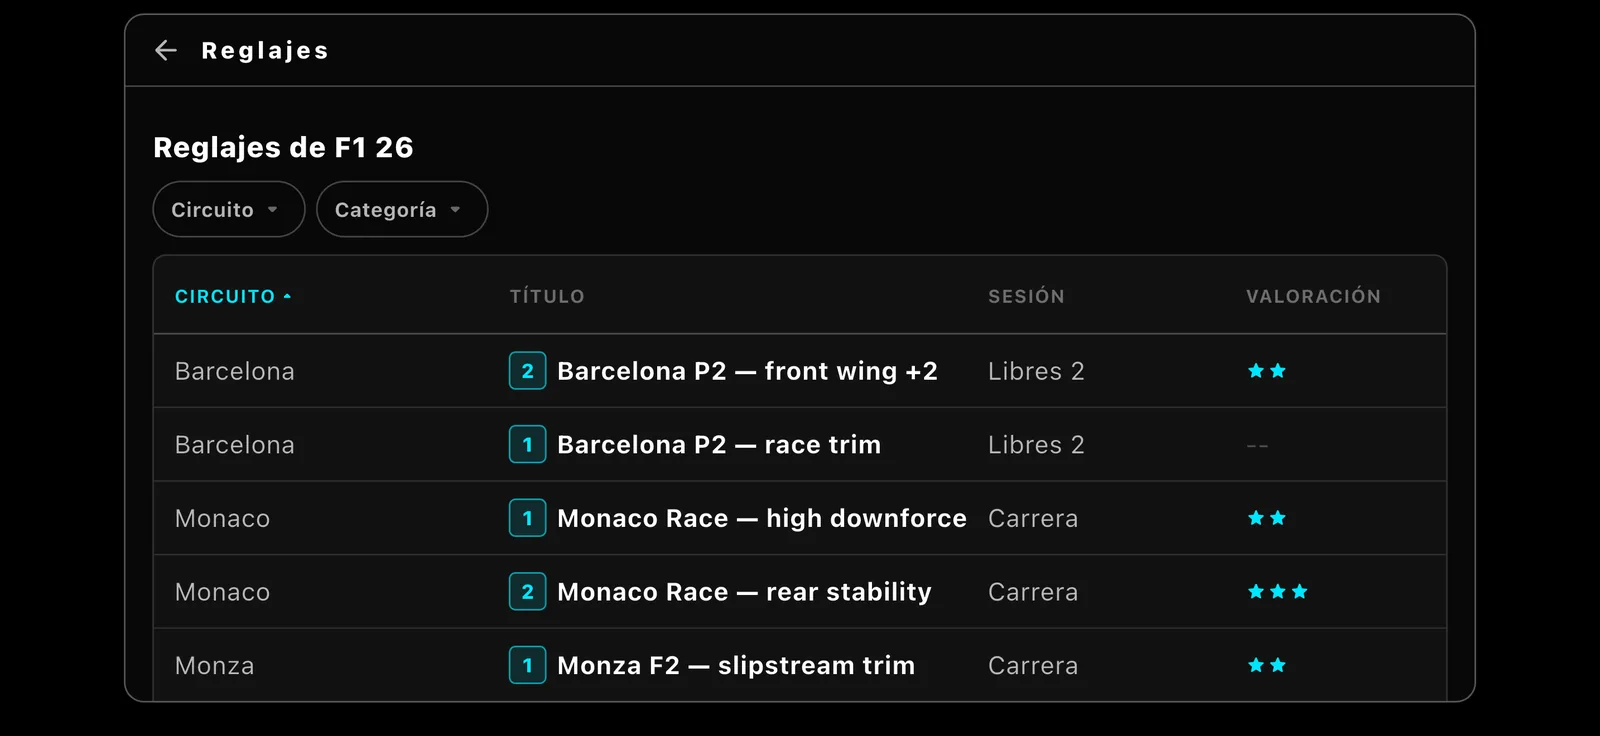 Reglajes
Reglajes de F1 26
Circuito Categoría
CIRCUITO TÍTULO SESIÓN VALORACIÓN
Barcelona 2 Barcelona P2 — front wing +2 Libres 2
Barcelona 1 Barcelona P2 — race trim Libres 2 --
Monaco 1 Monaco Race — high downforce Carrera
Monaco 2 Monaco Race — rear stability Carrera
Monza 1 Monza F2 — slipstream trim Carrera